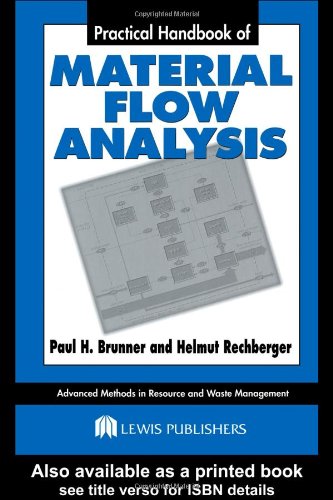 Practical Handbook of
MATERIAL
FLOW
ANALYSIS
Paul H. Brunner and Helmut Rechberger
Advanced Methods in Resource and Waste Management
LEWIS PUBLISHERS
Also available as a printed book
see title verso for ISBN details